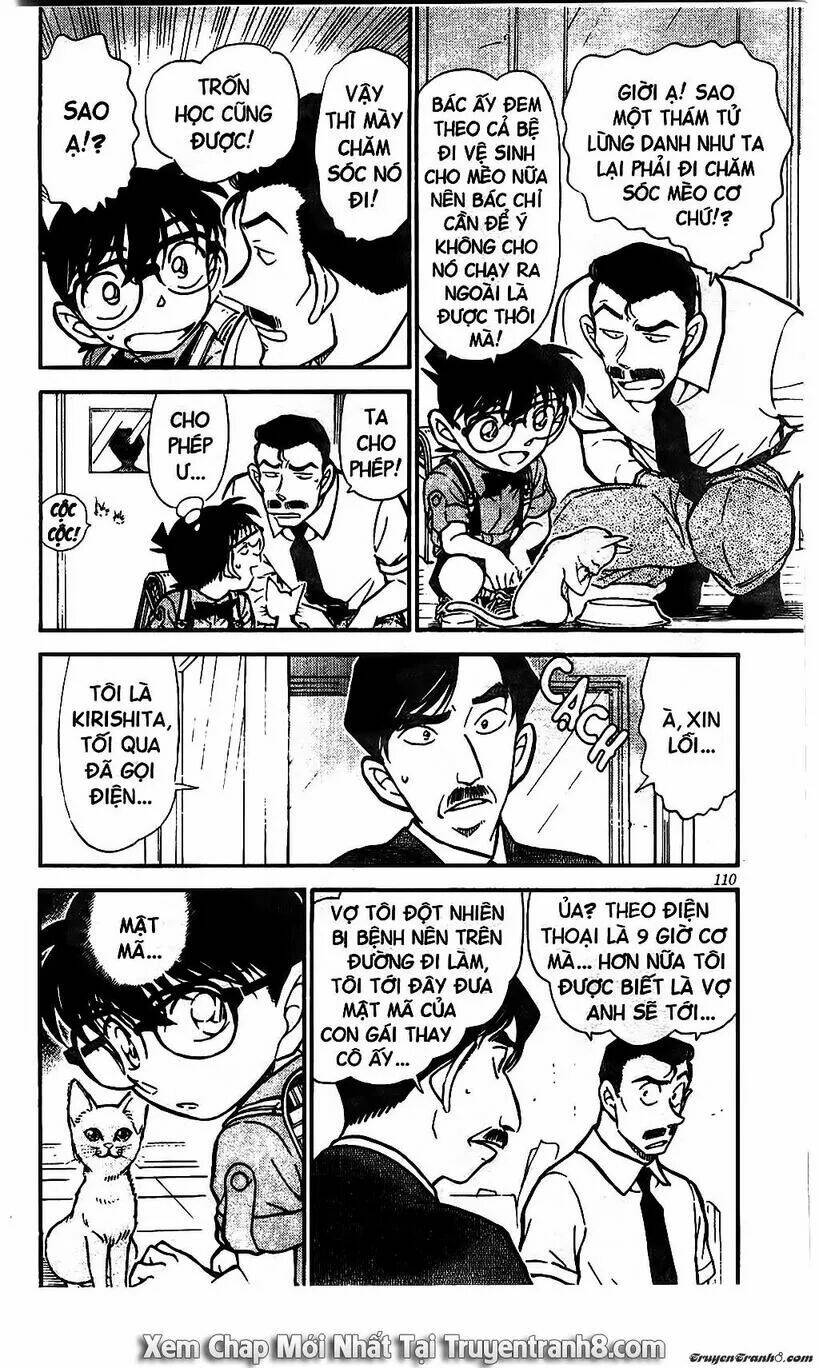 GIỜI Ạ! SAO
MỘT THÁM TỬ
LỪNG DANH NHƯ TA
LẠI PHẢI ĐI CHĂM
SÓC MÈO CƠ
CHỨ!?
BÁC ẤY ĐEM
THEO CẢ BỆ
ĐI VỆ SINH
CHO MÈO NỮA
NÊN BÁC CHỈ
CẦN ĐỂ Ý
KHÔNG CHO
NÓ CHẠY RA
NGOÀI LÀ
ĐƯỢC THÔI
MÀ!
VẬY
THÌ MÀY
CHĂM
SÓC NÓ
ĐI!
TRỐN
HỌC CŨNG
ĐƯỢC!
SAO
Ạ!?
TA
CHO
PHÉP!
CHO
PHÉP
Ư...
CỘC
CỘC!
À, XIN
LỖI...
CẠCH
TÔI LÀ
KIRISHITA,
TỐI QUA
ĐÃ GỌI
ĐIỆN...
110
ỦA? THEO ĐIỆN
THOẠI LÀ 9 GIỜ CƠ
MÀ... HƠN NỮA TÔI
ĐƯỢC BIẾT LÀ VỢ
ANH SẼ TỚI...
VỢ TÔI ĐỘT NHIÊN
BỊ BỆNH NÊN TRÊN
ĐƯỜNG ĐI LÀM,
TÔI TỚI ĐÂY ĐƯA
MẬT MÃ CỦA
CON GÁI THAY
CÔ ẤY...
MẬT
MÃ...
Xem Chap Mới Nhất Tại Truyentranh8.com
TruyenTranh8.com